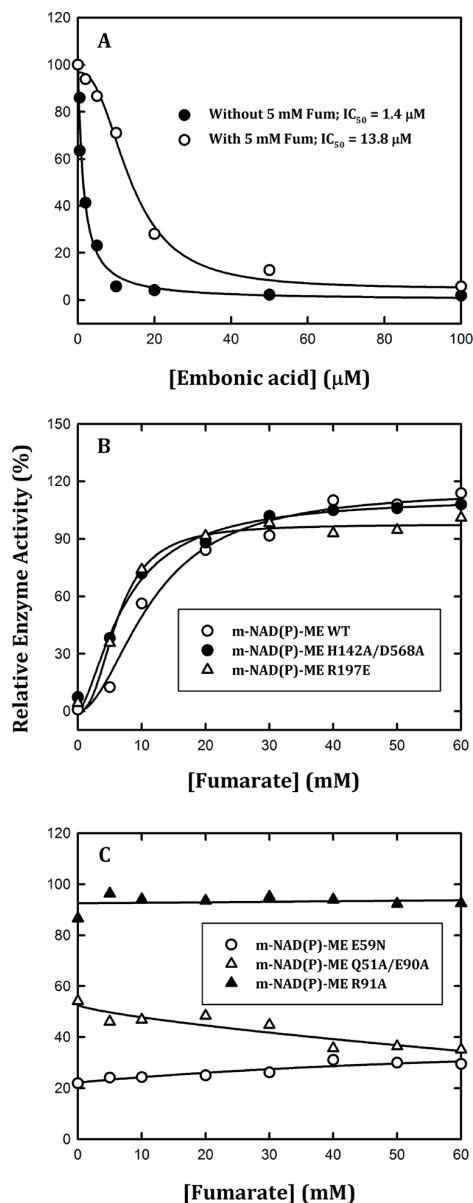 A
120
100
80
60
40
20
0
Without 5 mM Fum; IC50 = 1.4 μM
With 5 mM Fum; IC50 = 13.8 μM
0 20 40 60 80 100
[Embonic acid] (μM)
Relative Enzyme Activity (%)
B
150
120
90
60
30
0
m-NAD(P)-ME WT
m-NAD(P)-ME H142A/D568A
m-NAD(P)-ME R197E
0 10 20 30 40 50 60
[Fumarate] (mM)
C
120
100
80
60
40
20
0
m-NAD(P)-ME E59N
m-NAD(P)-ME Q51A/E90A
m-NAD(P)-ME R91A
0 10 20 30 40 50 60
[Fumarate] (mM)